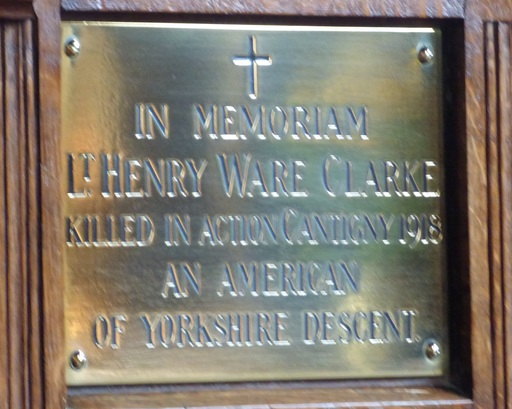 IN MEMORIAM
LT. HENRY WARE CLARKE
KILLED IN ACTION CANTIGNY 1918
AN AMERICAN
OF YORKSHIRE DESCENT.